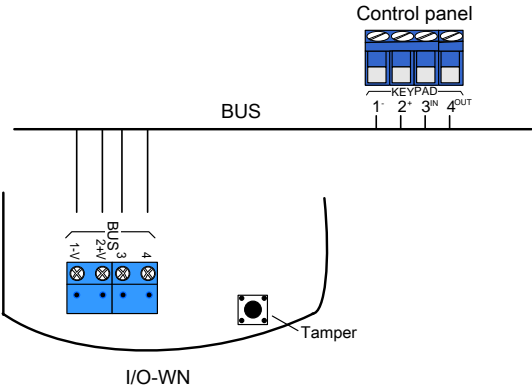 Control panel
KEYPAD
1- 2+ 3IN 4OUT
BUS
BUS
1-V 2+V 3 4
Tamper
I/O-WN